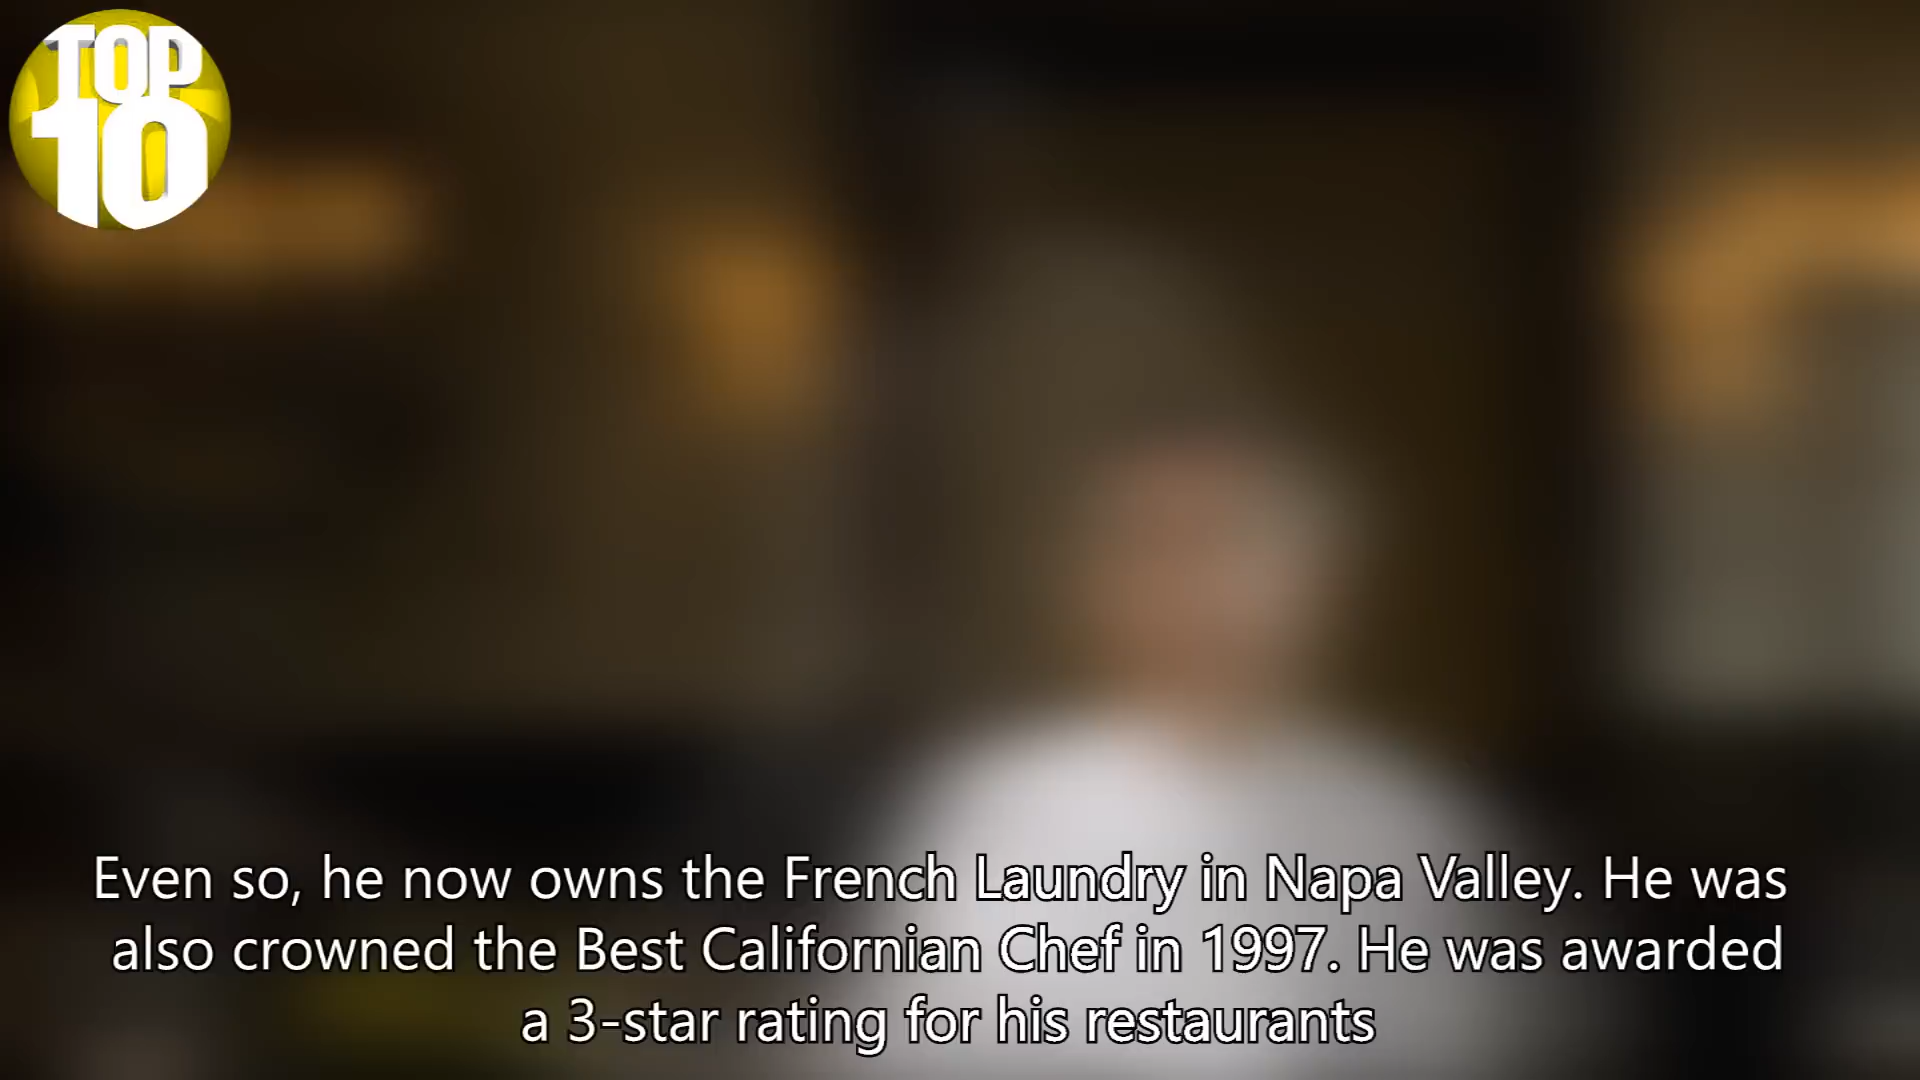 TOP
10
Even so, he now owns the French Laundry in Napa Valley. He was
also crowned the Best Californian Chef in 1997. He was awarded
a 3-star rating for his restaurants